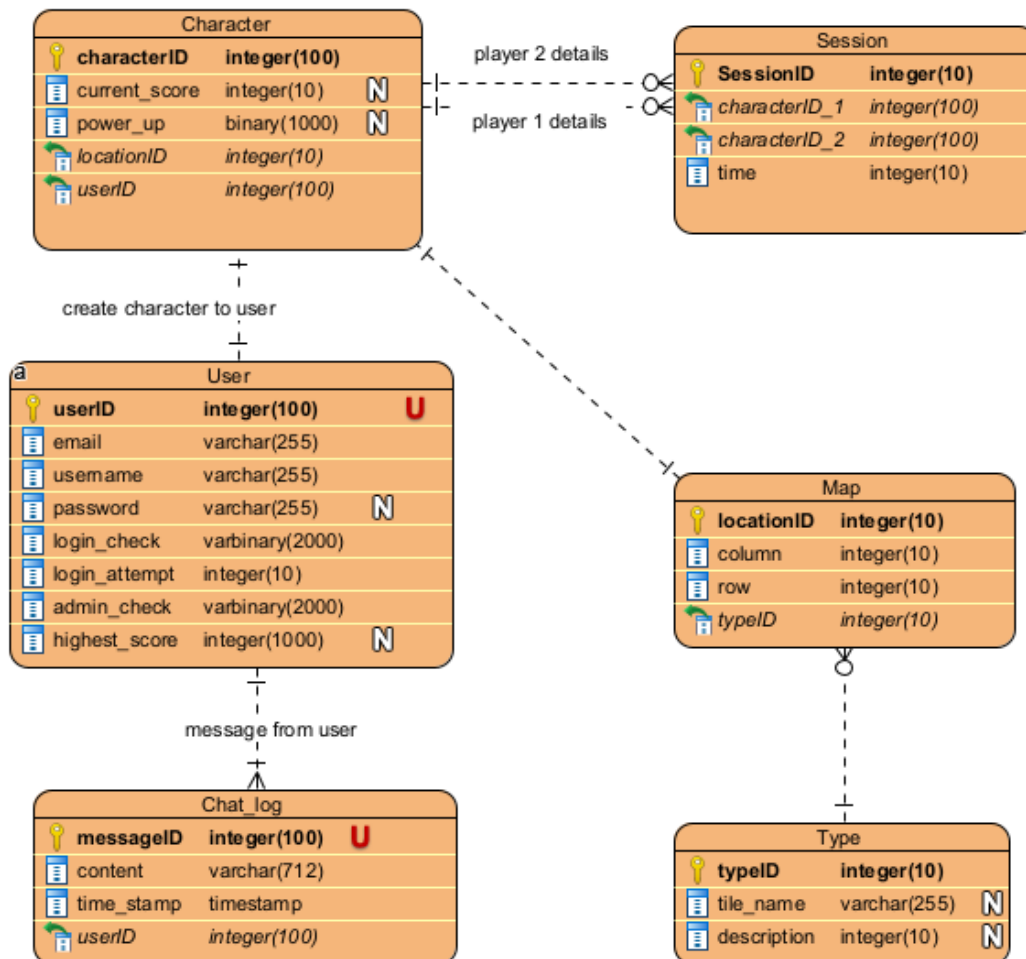 Character
characterID integer(100)
current_score integer(10) N
power_up binary(1000) N
locationID integer(10)
userID integer(100)
player 2 details
player 1 details
Session
SessionID integer(10)
characterID_1 integer(100)
characterID_2 integer(100)
time integer(10)
create character to user
a
User
userID integer(100) U
email varchar(255)
username varchar(255)
password varchar(255) N
login_check varbinary(2000)
login_attempt integer(10)
admin_check varbinary(2000)
highest_score integer(1000) N
Map
locationID integer(10)
column integer(10)
row integer(10)
typeID integer(10)
message from user
Chat_log
messageID integer(100) U
content varchar(712)
time_stamp timestamp
userID integer(100)
Type
typeID integer(10)
tile_name varchar(255) N
description integer(10) N